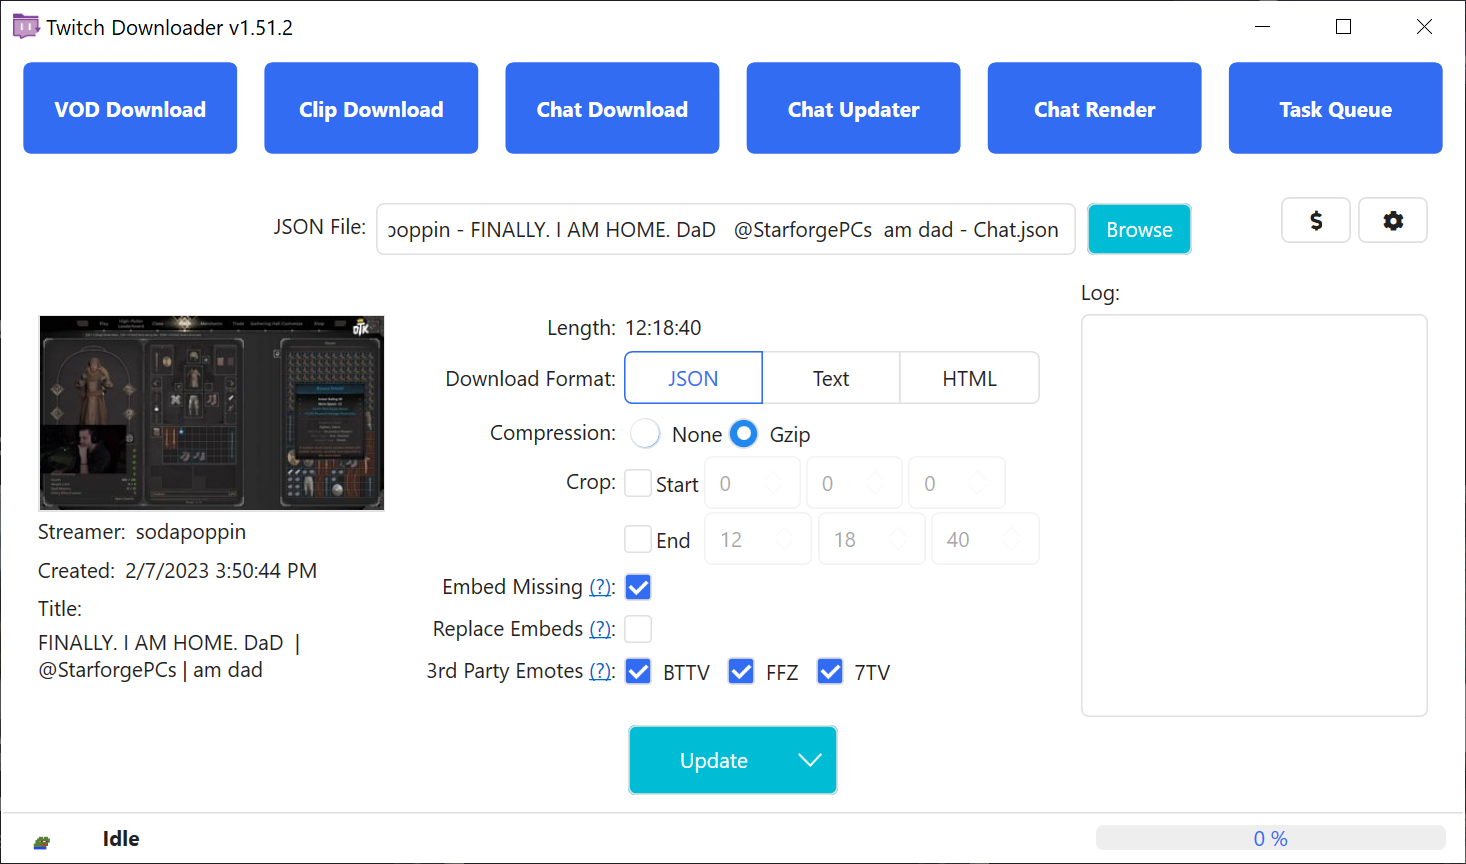 Twitch Downloader v1.51.2
VOD Download
Clip Download
Chat Download
Chat Updater
Chat Render
Task Queue
JSON File:
poppin - FINALLY. I AM HOME. DaD   @StarforgePCs  am dad - Chat.json
Browse
$
Log:
Length: 12:18:40
Download Format: JSON Text HTML
Compression: None Gzip
Crop: Start 0 0 0
End 12 18 40
Embed Missing (?):
Replace Embeds (?):
3rd Party Emotes (?): BTTV FFZ 7TV
Update
DTK
Streamer: sodapoppin
Created: 2/7/2023 3:50:44 PM
Title:
FINALLY. I AM HOME. DaD  |
@StarforgePCs | am dad
Idle
0 %